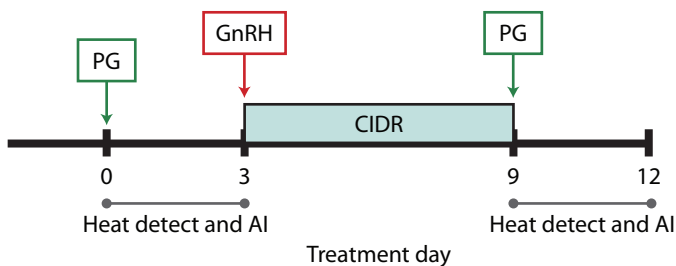 GnRH
PG
PG
CIDR
0
3
9
12
Heat detect and AI
Heat detect and AI
Treatment day